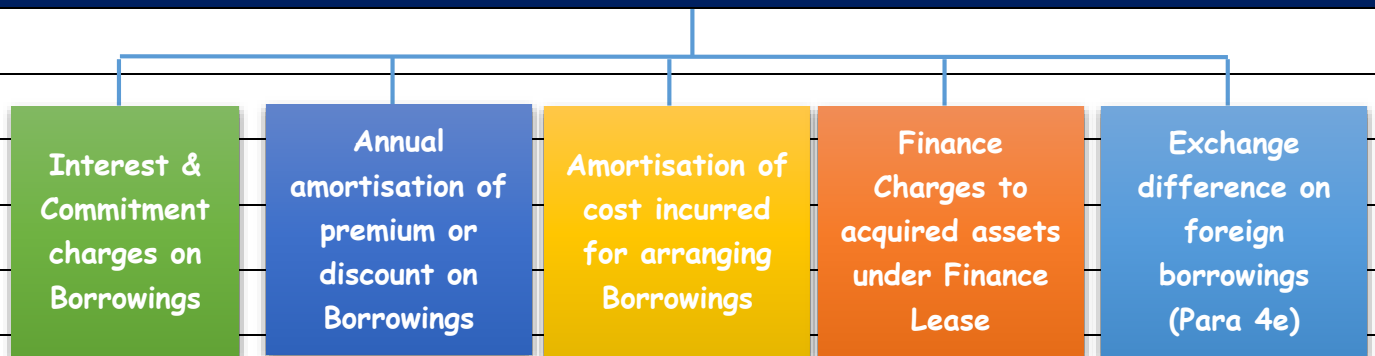 Interest &
Commitment
charges on
Borrowings
Annual
amortisation of
premium or
discount on
Borrowings
Amortisation of
cost incurred
for arranging
Borrowings
Finance
Charges to
acquired assets
under Finance
Lease
Exchange
difference on
foreign
borrowings
(Para 4e)